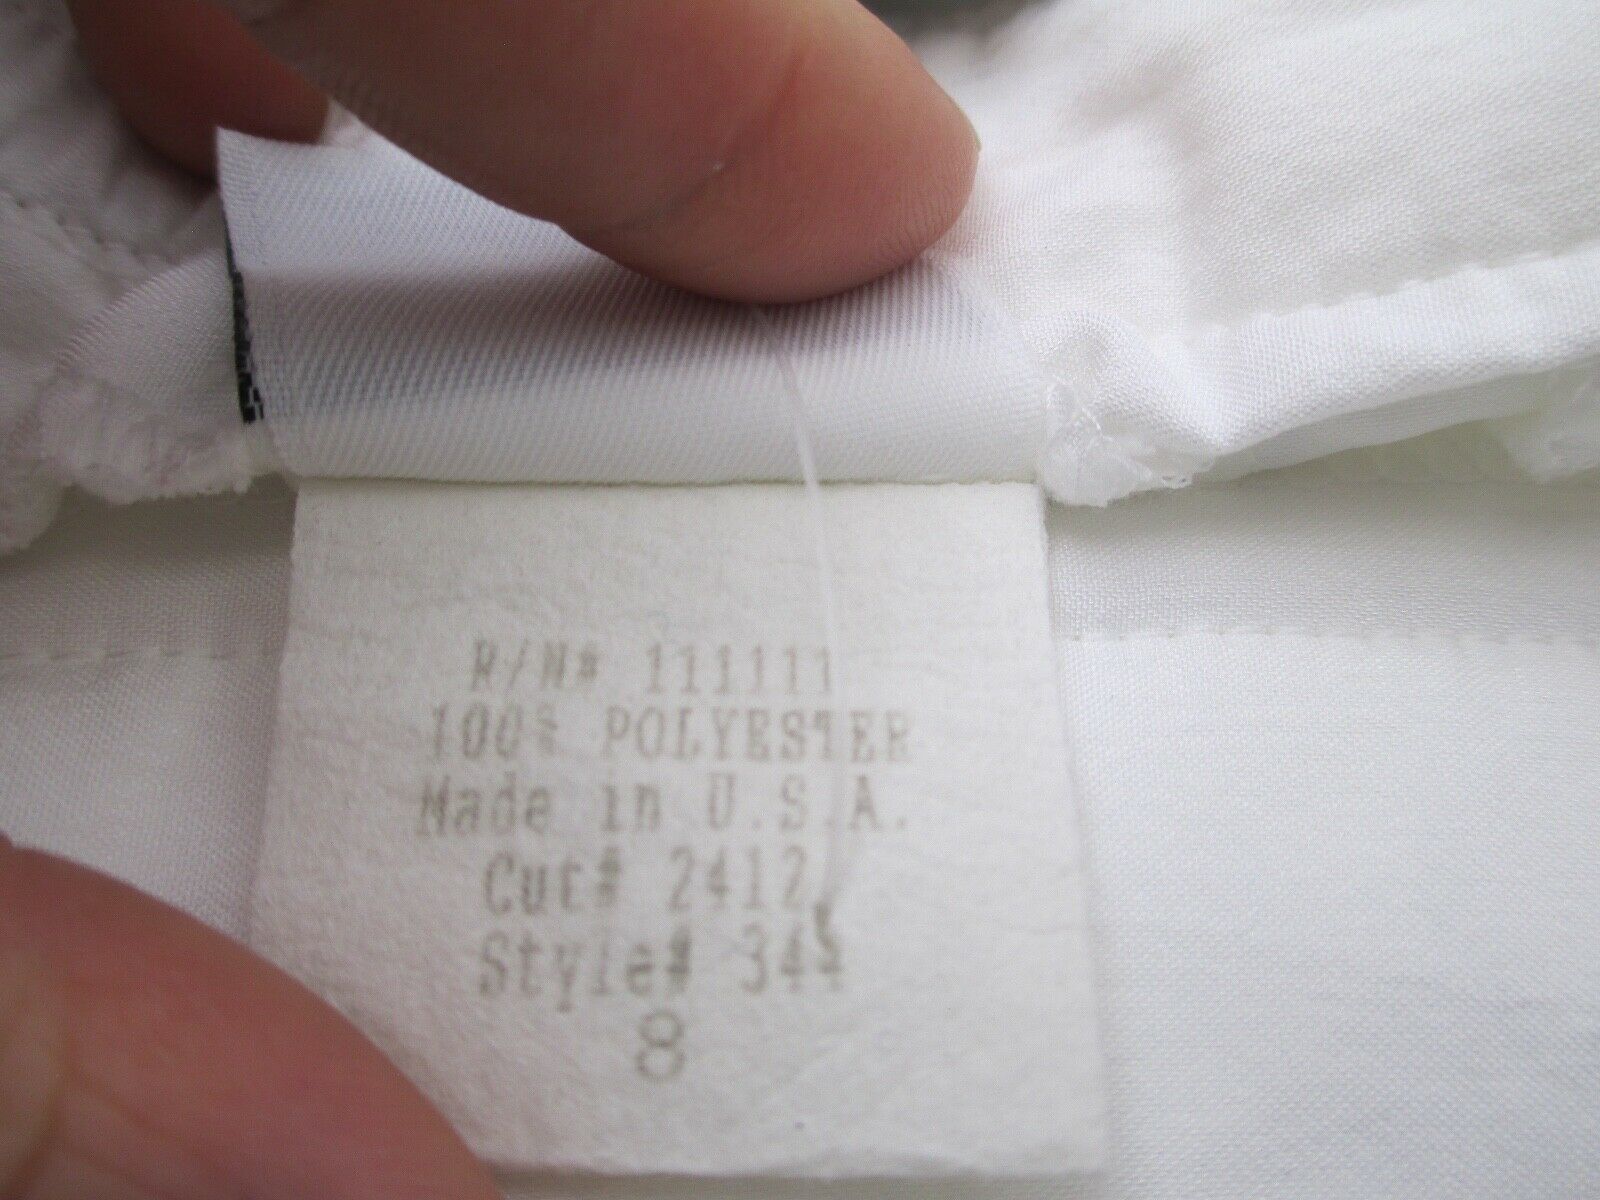 R/N# 111111
100% POLYESTER
Made in U.S.A.
Cut# 2412
Style# 344
8